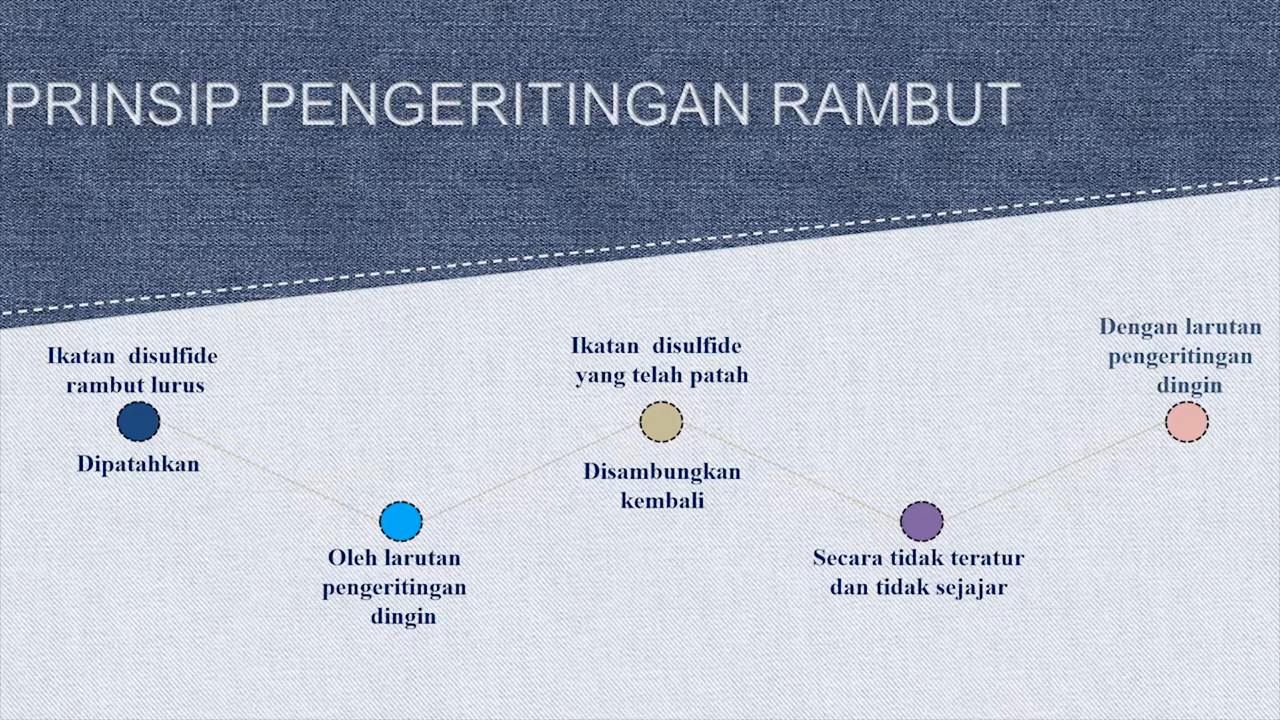 PRINSIP PENGERITINGAN RAMBUT
Ikatan disulfide
rambut lurus
Dipatahkan
Oleh larutan
pengeritingan
dingin
Ikatan disulfide
yang telah patah
Disambungkan
kembali
Secara tidak teratur
dan tidak sejajar
Dengan larutan
pengeritingan
dingin